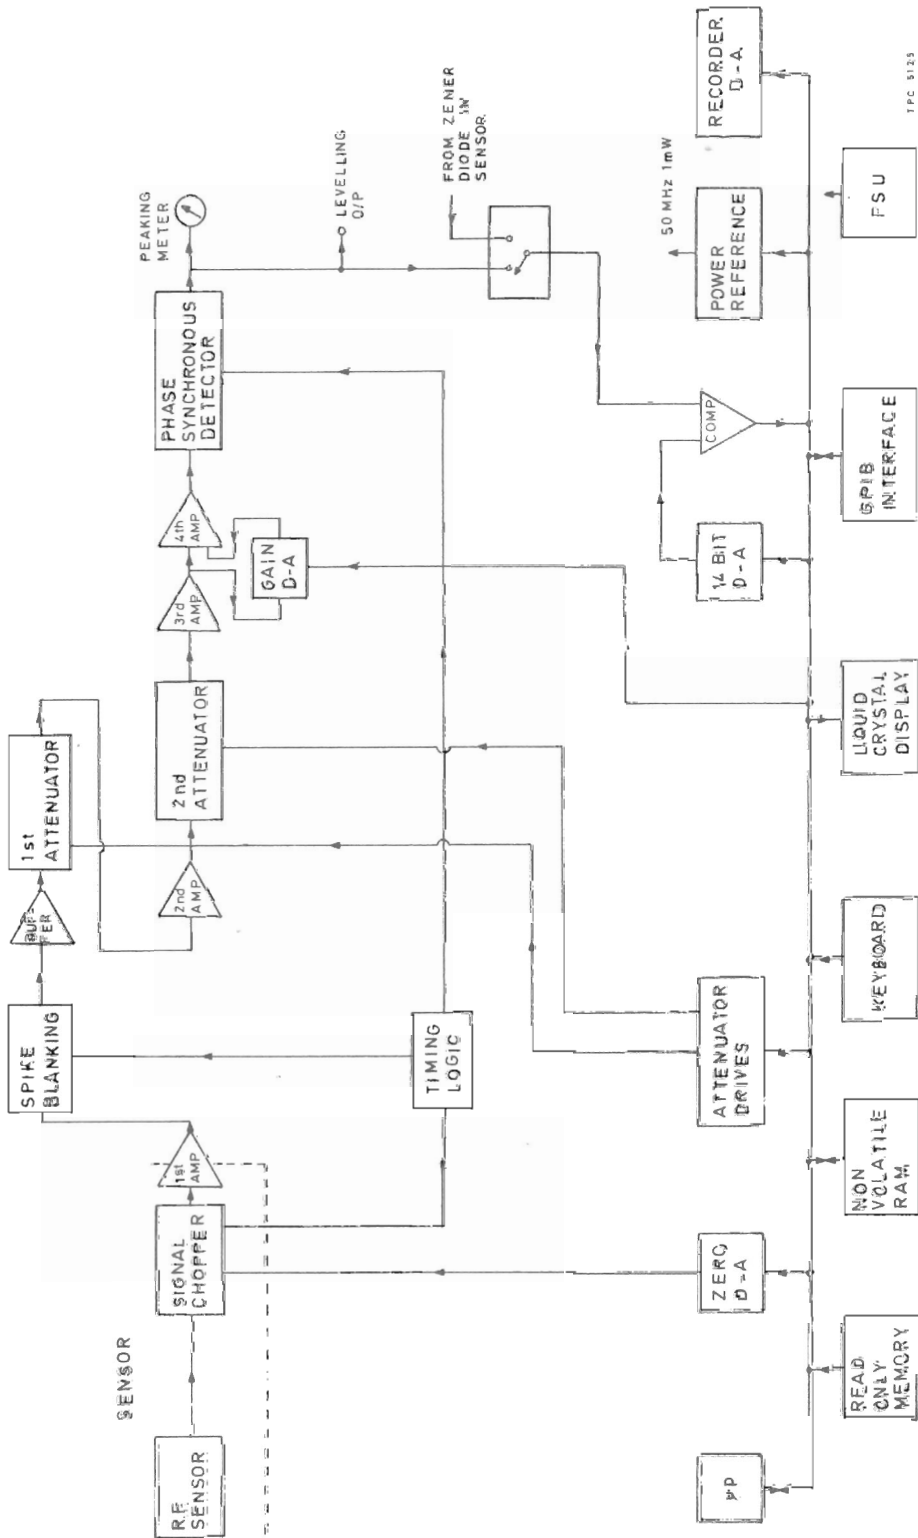 R.F.
SENSOR
SENSOR
SIGNAL
CHOPPER
1st
AMP
SPIKE
BLANKING
BUF-
FER
1st
ATTENUATOR
2nd
AMP
2nd
ATTENUATOR
3rd
AMP
4th
AMP
GAIN
D-A
PHASE
SYNCHRONOUS
DETECTOR
PEAKING
METER
LEVELLING
O/P
FROM ZENER
DIODE 1W
SENSOR
TIMING
LOGIC
μP
ZERO
D-A
ATTENUATOR
DRIVES
14 BIT
D-A
COMP
50 MHz 1mW
POWER
REFERENCE
RECORDER
D-A
READ
ONLY
MEMORY
NON
VOLATILE
RAM
KEYBOARD
LIQUID
CRYSTAL
DISPLAY
GPIB
INTERFACE
PSU
TPC 5125